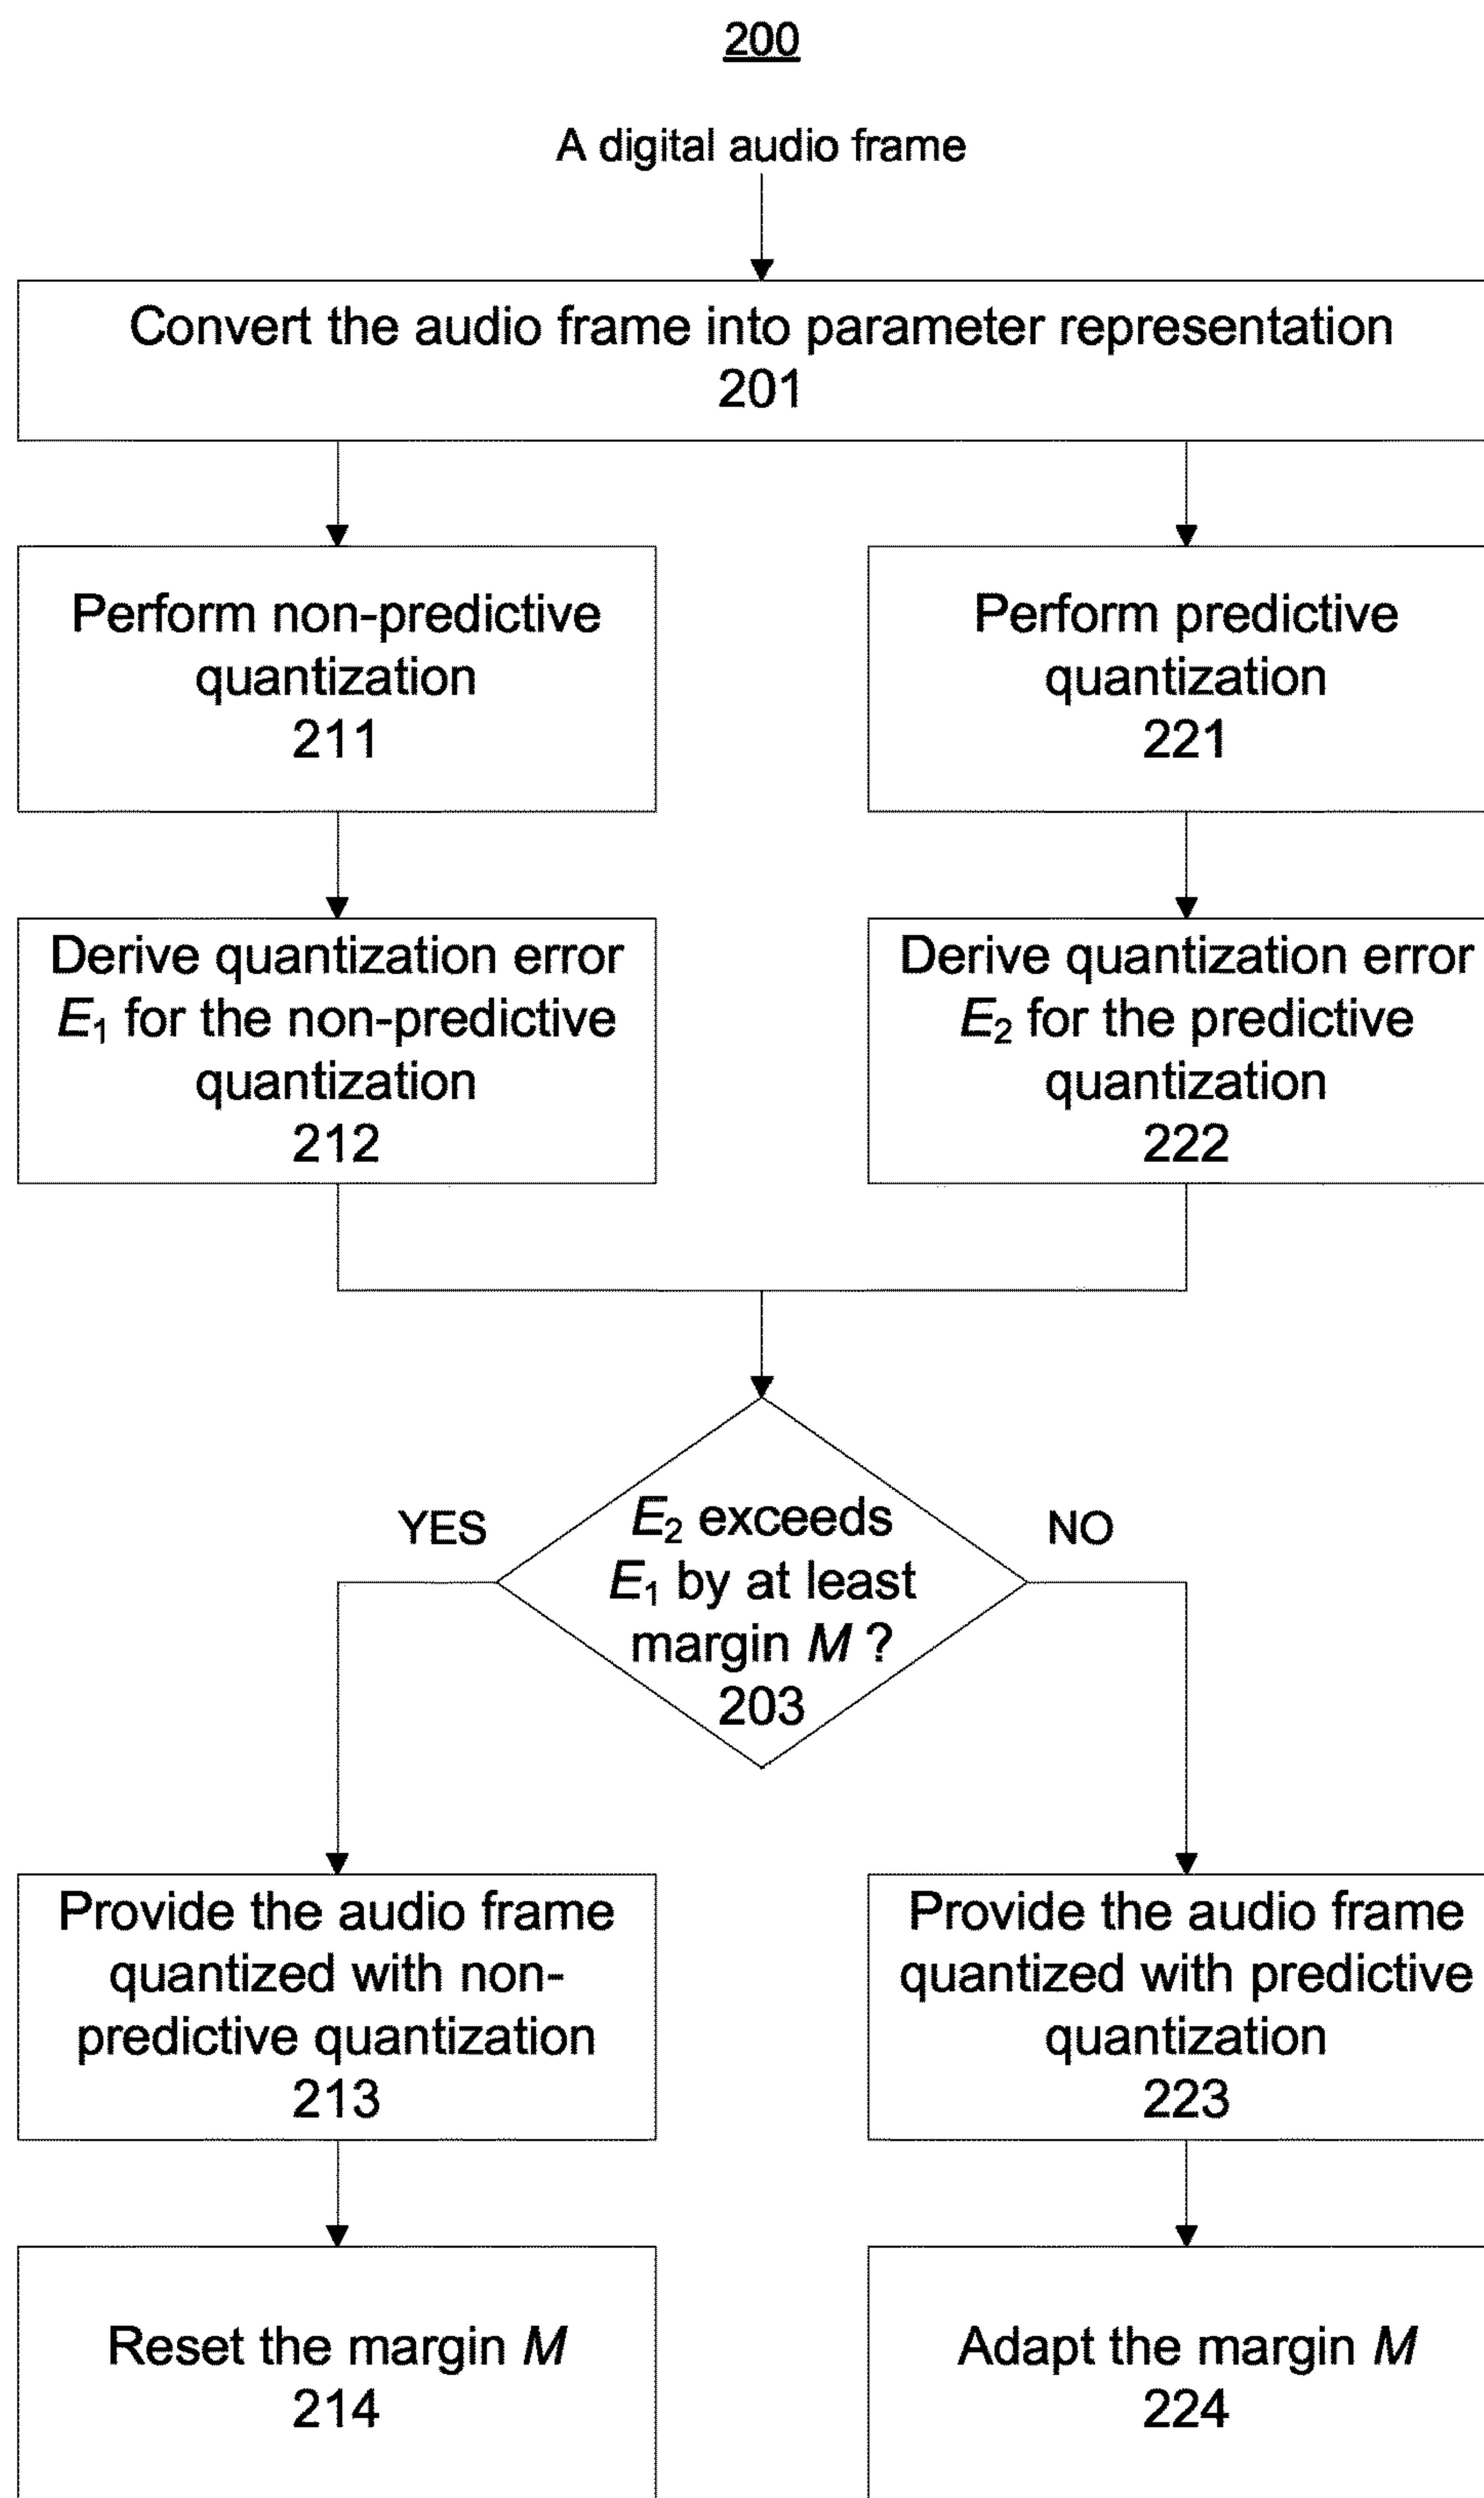 200
A digital audio frame
Convert the audio frame into parameter representation
201
Perform non-predictive
quantization
211
Perform predictive
quantization
221
Derive quantization error
E₁ for the non-predictive
quantization
212
Derive quantization error
E₂ for the predictive
quantization
222
E₂ exceeds
E₁ by at least
margin M ?
203
YES
NO
Provide the audio frame
quantized with non-
predictive quantization
213
Provide the audio frame
quantized with predictive
quantization
223
Reset the margin M
214
Adapt the margin M
224